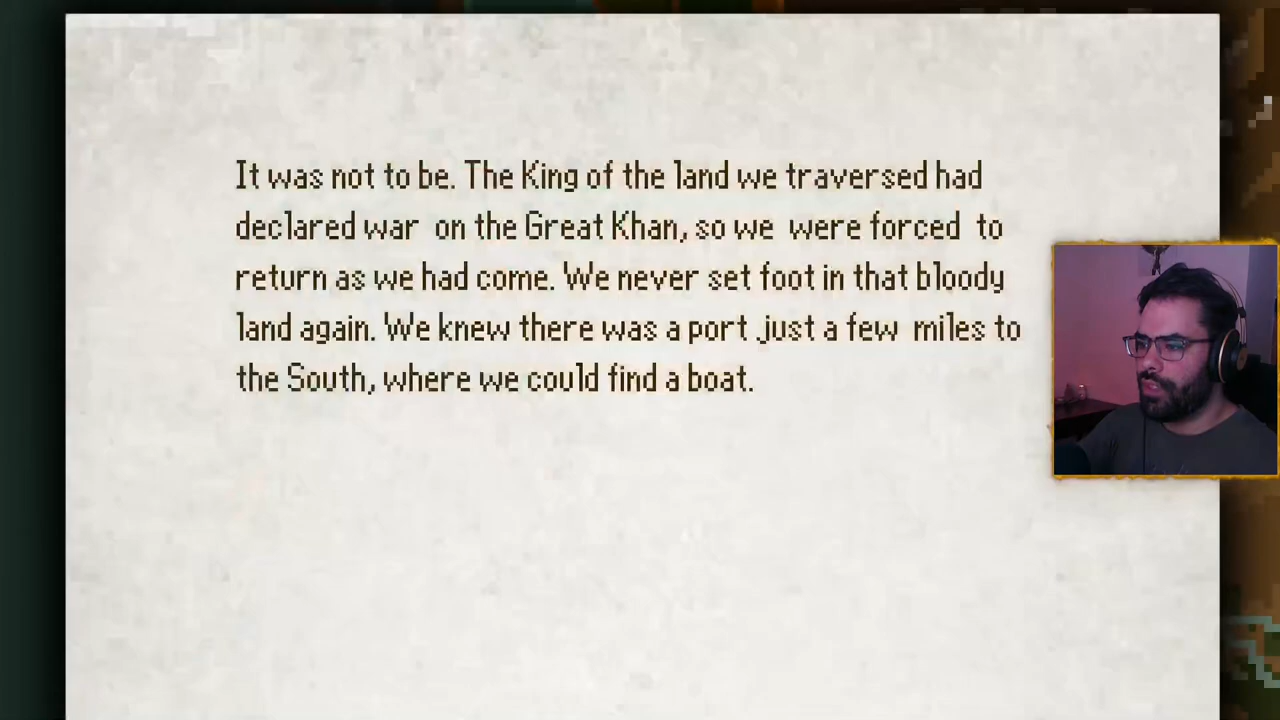 It was not to be. The King of the land we traversed had
declared war on the Great Khan, so we were forced to
return as we had come. We never set foot in that bloody
land again. We knew there was a port just a few miles to
the South, where we could find a boat.